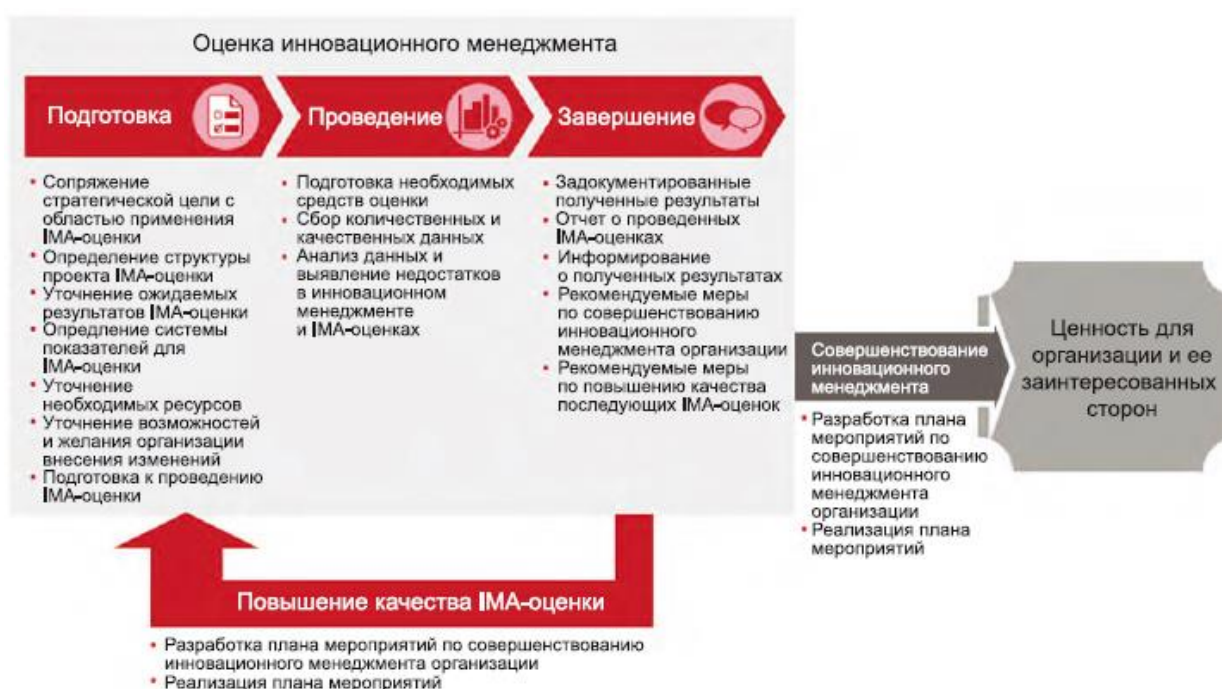 Оценка инновационного менеджмента
Подготовка
• Сопряжение
стратегической цели с
областью применения
IMA-оценки
• Определение структуры
проекта IMA-оценки
• Уточнение ожидаемых
результатов IMA-оценки
• Опредление системы
показателей для
IMA-оценки
• Уточнение
необходимых ресурсов
• Уточнение возможностей
и желания организации
внесения изменений
• Подготовка к проведению
IMA-оценки
Проведение
• Подготовка необходимых
средств оценки
• Сбор количественных и
качественных данных
• Анализ данных и
выявление недостатков
в инновационном
менеджменте
и IMA-оценках
Завершение
• Задокументированные
полученные результаты
• Отчет о проведенных
IMA-оценках
• Информирование
о полученных результатах
• Рекомендуемые меры
по совершенствованию
инновационного
менеджмента организации
• Рекомендуемые меры
по повышению качества
последующих IMA-оценок
Совершенствование
инновационного
менеджмента
• Разработка плана
мероприятий по
совершенствованию
инновационного
менеджмента
организации
• Реализация плана
мероприятий
Ценность для
организации и ее
заинтересованных
сторон
Повышение качества IMA-оценки
• Разработка плана мероприятий по совершенствованию
инновационного менеджмента организации
• Реализация плана мероприятий